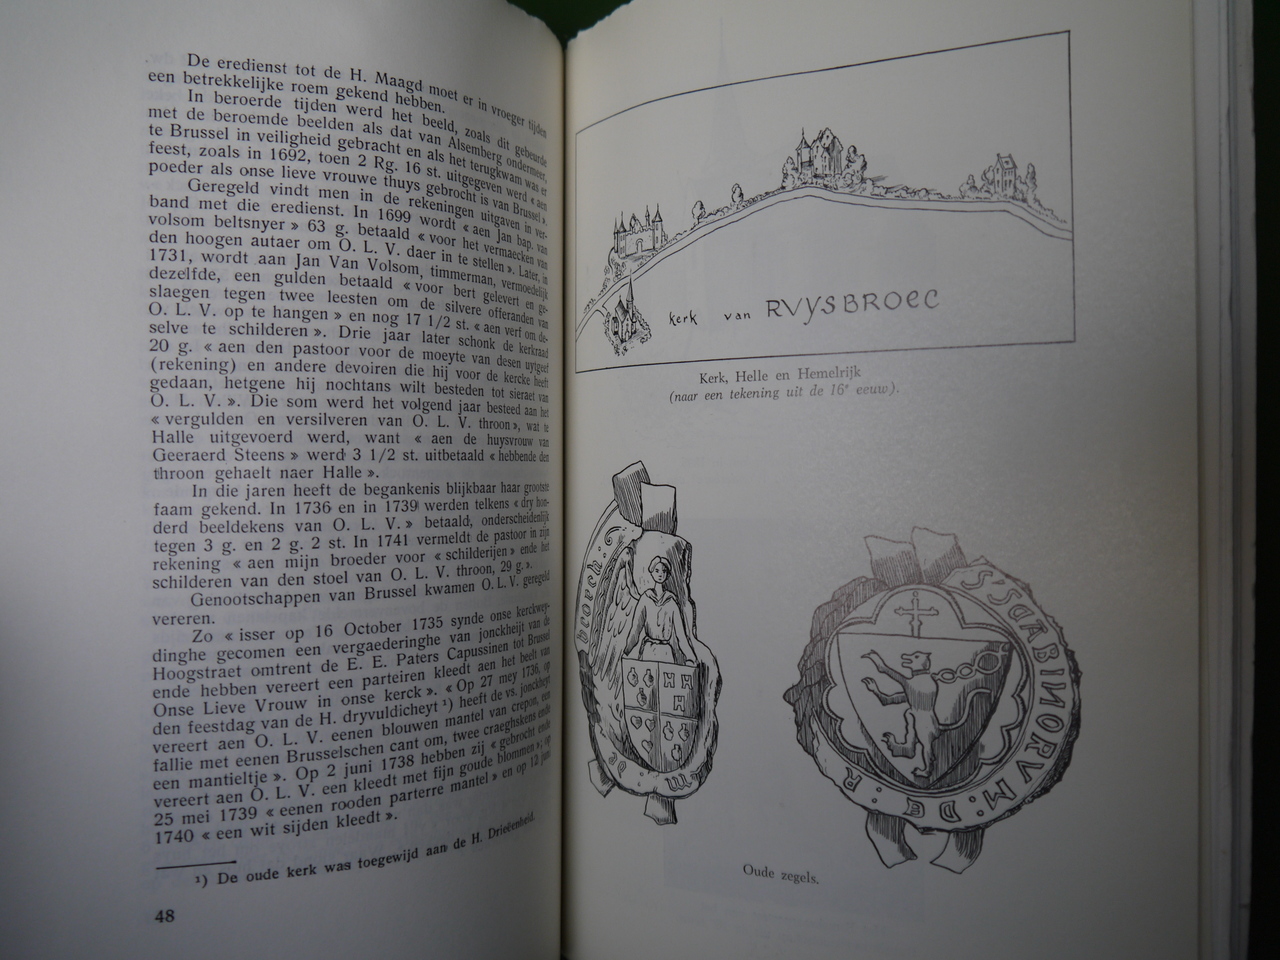 De eredienst tot de H. Maagd moet er in vroeger tijden
een betrekkelijke roem gekend hebben.
In beroerde tijden werd het beeld, zoals dit gebeurde
met de beroemde beelden als dat van Alsemberg ondermeer,
te Brussel in veiligheid gebracht en als het terugkwam was er
feest, zoals in 1692, toen 2 Rg. 16 st. uitgegeven werd « aen
poeder als onse lieve vrouwe thuys gebrocht is van Brussel ».
Geregeld vindt men in de rekeningen uitgaven in ver-
band met die eredienst. In 1699 wordt « aen Jan bap. van
volsom beltsnyer » 63 g. betaald « voor het vermaecken van
den hoogen autaer om O. L. V. daer in te stellen ». Later, in
1731, wordt aan Jan Van Volsom, timmerman, vermoedelijk
dezelfde, een gulden betaald « voor bert gelevert en ge-
slaegen tegen twee leesten om de silvere offeranden van
O. L. V. op te hangen » en nog 17 1/2 st. « aen verf om de-
selve te schilderen ». Drie jaar later schonk de kerkraad
20 g. « aen den pastoor voor de moeyte van desen uytgeef
(rekening) en andere devoiren die hij voor de kercke heeft
gedaan, hetgene hij nochtans wilt besteden tot sieraet van
O. L. V. ». Die som werd het volgend jaar besteed aan het
« vergulden en versilveren van O. L. V. throon », wat te
Halle uitgevoerd werd, want « aen de huysvrouw van
Geeraerd Steens » werd 3 1/2 st. uitbetaald « hebbende den
throon gehaelt naer Halle ».
In die jaren heeft de begankenis blijkbaar haar grootste
faam gekend. In 1736 en in 1739 werden telkens « dry hon-
derd beeldekens van O. L. V. » betaald, onderscheidenlijk
tegen 3 g. en 2 g. 2 st. In 1741 vermeldt de pastoor in zijn
rekening « aen mijn broeder voor « schilderijen » ende het
schilderen van den stoel van O. L. V. throon, 29 g. ».
Genootschappen van Brussel kwamen O. L. V. geregeld
vereren.
Zo « isser op 16 October 1735 synde onse kerckwey-
dinghe gecomen een vergaederinghe van jonckheijt van de
Hoogstraet omtrent de E. E. Paters Capussinen tot Brussel
ende hebben vereert een parteiren kleedt aen het beelt van
Onse Lieve Vrouw in onse kerck ». « Op 27 mey 1736, op
den feestdag van de H. dryvuldicheyt ¹) heeft de vs. jonckheyt
vereert aen O. L. V. eenen blouwen mantel van crepon, een
fallie met eenen Brusselschen cant om, twee craeghskens ende
een mantieltje ». Op 2 juni 1738 hebben zij « gebrocht ende
vereert aen O. L. V. een kleedt met fijn goude blommen »; op
25 mei 1739 « eenen rooden parterre mantel » en op 12 juni
1740 « een wit sijden kleedt ».
¹) De oude kerk was toegewijd aan de H. Drieëenheid.
48
kerk van RVYSBROEC
Kerk, Helle en Hemelrijk
(naar een tekening uit de 16ᵉ eeuw).
S'SABINORVM : DE : R
Oude zegels.